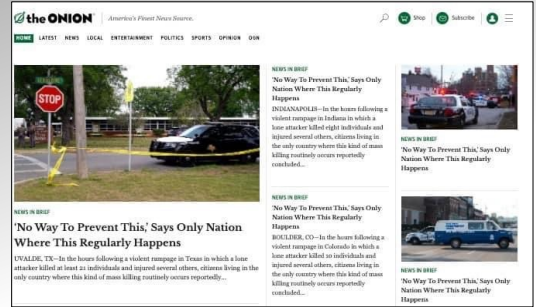 the ONION
America's Finest News Source.
Shop
Subscribe
HOME LATEST NEWS LOCAL ENTERTAINMENT POLITICS SPORTS OPINION OGN
STOP
NEWS IN BRIEF
'No Way To Prevent This,' Says Only Nation
Where This Regularly Happens
UVALDE, TX—In the hours following a violent rampage in Texas in which a lone
attacker killed at least 21 individuals and injured several others, citizens living in the
only country where this kind of mass killing routinely occurs reportedly...
NEWS IN BRIEF
'No Way To Prevent This,' Says Only
Nation Where This Regularly
Happens
INDIANAPOLIS—In the hours following a
violent rampage in Indiana in which a
lone attacker killed eight individuals and
injured several others, citizens living in
the only country where this kind of mass
killing routinely occurs reportedly
concluded...
NEWS IN BRIEF
'No Way To Prevent This,' Says Only
Nation Where This Regularly
Happens
BOULDER, CO—In the hours following a
violent rampage in Colorado in which a
lone attacker killed 10 individuals and
injured several others, citizens living in
the only country where this kind of mass
killing routinely occurs reportedly
concluded...
NEWS IN BRIEF
'No Way To Prevent This,' Says Only
Nation Where This Regularly
Happens
NEWS IN BRIEF
'No Way To Prevent This,' Says Only
Nation Where This Regularly
Happens